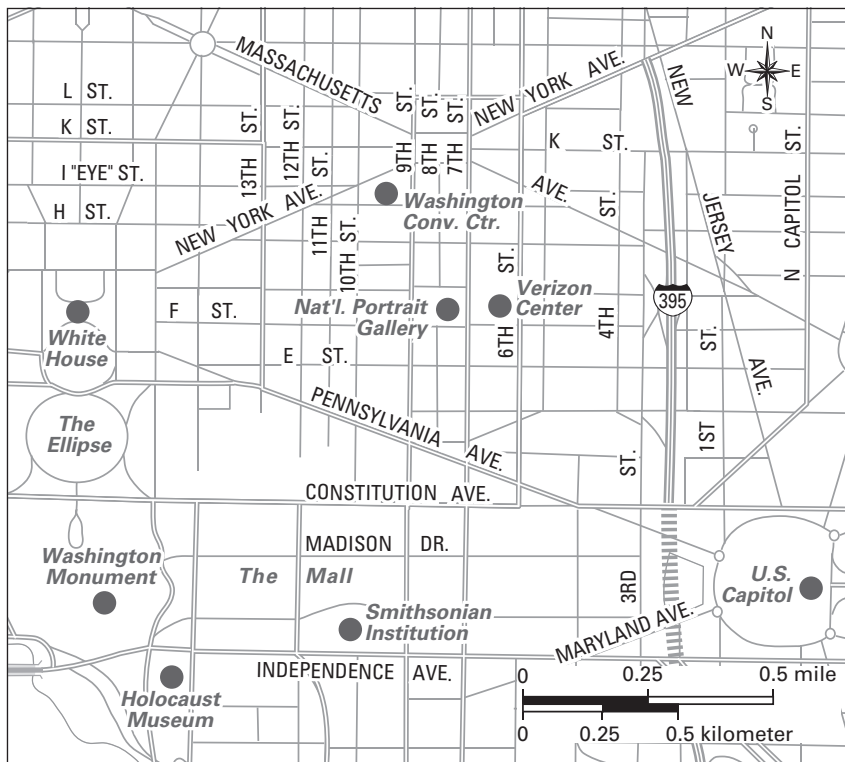 N
W E
S
MASSACHUSETTS
AVE.
NEW YORK AVE.
NEW
JERSEY
AVE.
L ST.
K ST.
I "EYE" ST.
H ST.
13TH ST.
12TH ST.
11TH ST.
10TH ST.
9TH ST.
8TH ST.
7TH ST.
K ST.
N CAPITOL ST.
NEW YORK AVE.
Washington
Conv. Ctr.
6TH ST.
4TH ST.
395
Verizon
Center
Nat'l. Portrait
Gallery
F ST.
White
House
E ST.
1ST ST.
The
Ellipse
PENNSYLVANIA AVE.
CONSTITUTION AVE.
MADISON DR.
3RD ST.
Washington
Monument
The Mall
U.S.
Capitol
Smithsonian
Institution
MARYLAND AVE.
INDEPENDENCE AVE.
Holocaust
Museum
0 0.25 0.5 mile
0 0.25 0.5 kilometer